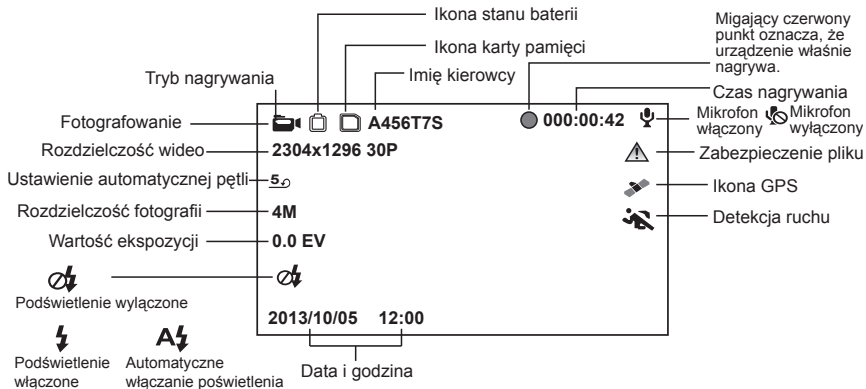 Ikona stanu baterii
Ikona karty pamięci
Imię kierowcy
Migający czerwony
punkt oznacza, że
urządzenie właśnie
nagrywa.
Tryb nagrywania
Czas nagrywania
Fotografowanie
A456T7S
000:00:42
Mikrofon
włączony
Mikrofon
wyłączony
Rozdzielczość wideo
2304x1296 30P
Zabezpieczenie pliku
Ustawienie automatycznej pętli
5
Ikona GPS
Rozdzielczość fotografii
4M
Detekcja ruchu
Wartość ekspozycji
0.0 EV
Podświetlenie wylączone
2013/10/05 12:00
A
Podświetlenie
włączone
Automatyczne
włączanie poświetlenia
Data i godzina